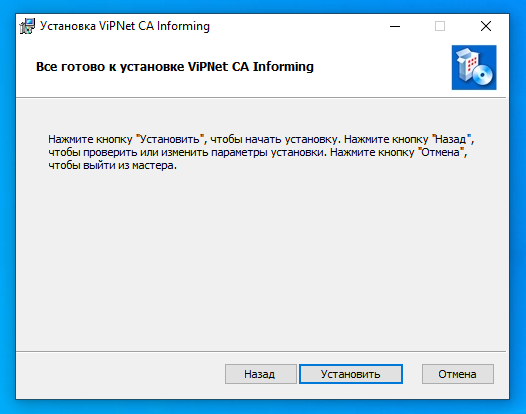 Установка ViPNet CA Informing
Все готово к установке ViPNet CA Informing
Нажмите кнопку "Установить", чтобы начать установку. Нажмите кнопку "Назад",
чтобы проверить или изменить параметры установки. Нажмите кнопку "Отмена",
чтобы выйти из мастера.
Назад Установить Отмена